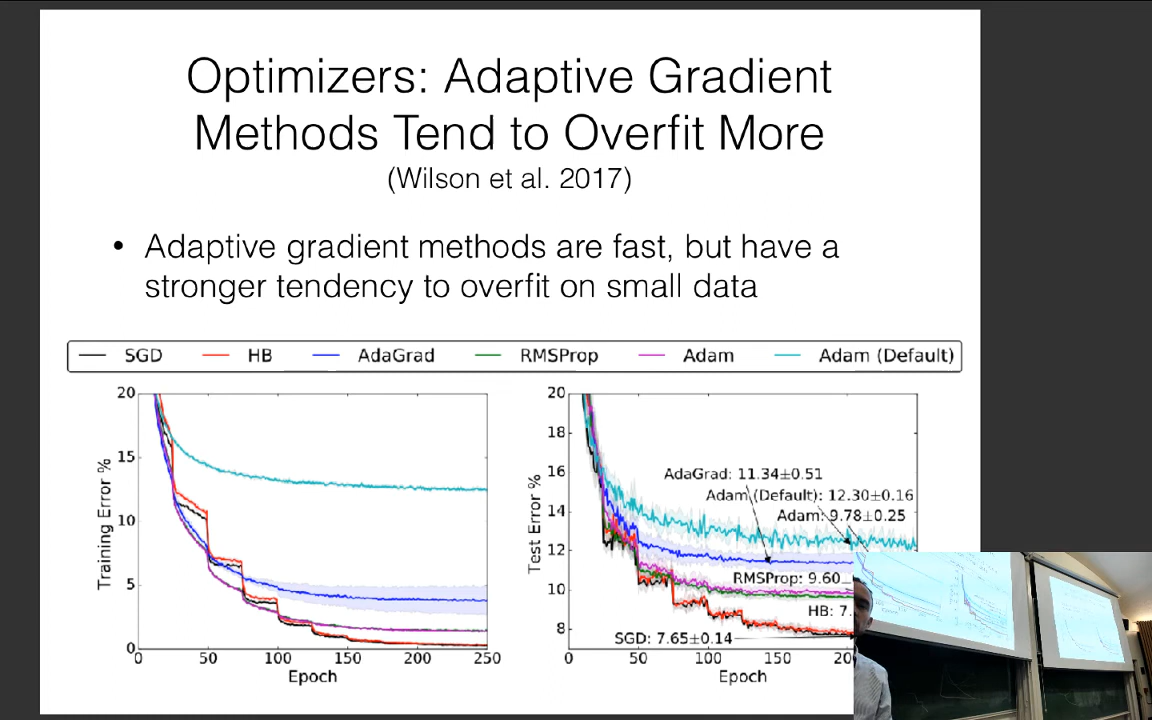 Optimizers: Adaptive Gradient
Methods Tend to Overfit More
(Wilson et al. 2017)
• Adaptive gradient methods are fast, but have a
stronger tendency to overfit on small data
SGD HB AdaGrad RMSProp Adam Adam (Default)
20
15
10
5
0
Training Error %
0 50 100 150 200 250
Epoch
20
18
16
14
12
10
8
Test Error %
AdaGrad: 11.34±0.51
Adam (Default): 12.30±0.16
Adam: 9.78±0.25
RMSProp: 9.60
HB: 7.
SGD: 7.65±0.14
0 50 100 150 20
Epoch